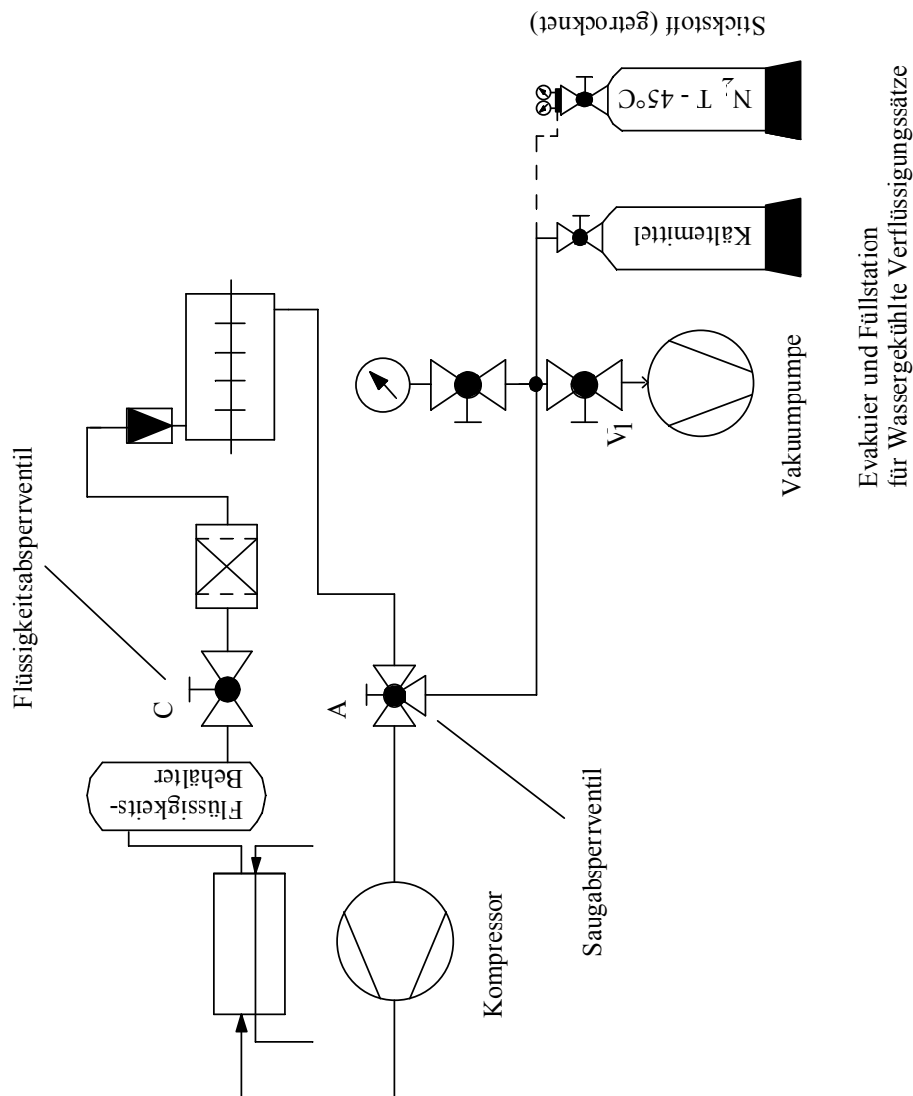 Flüssigkeitsabsperrventil
C
Flüssigkeits-
Behälter
A
Saugabsperrventil
Kompressor
V1
Vakuumpumpe
Kältemittel
N2, T - 45°C
Stickstoff (getrocknet)
Evakuier und Füllstation
für Wassergekühlte Verflüssigungssätze